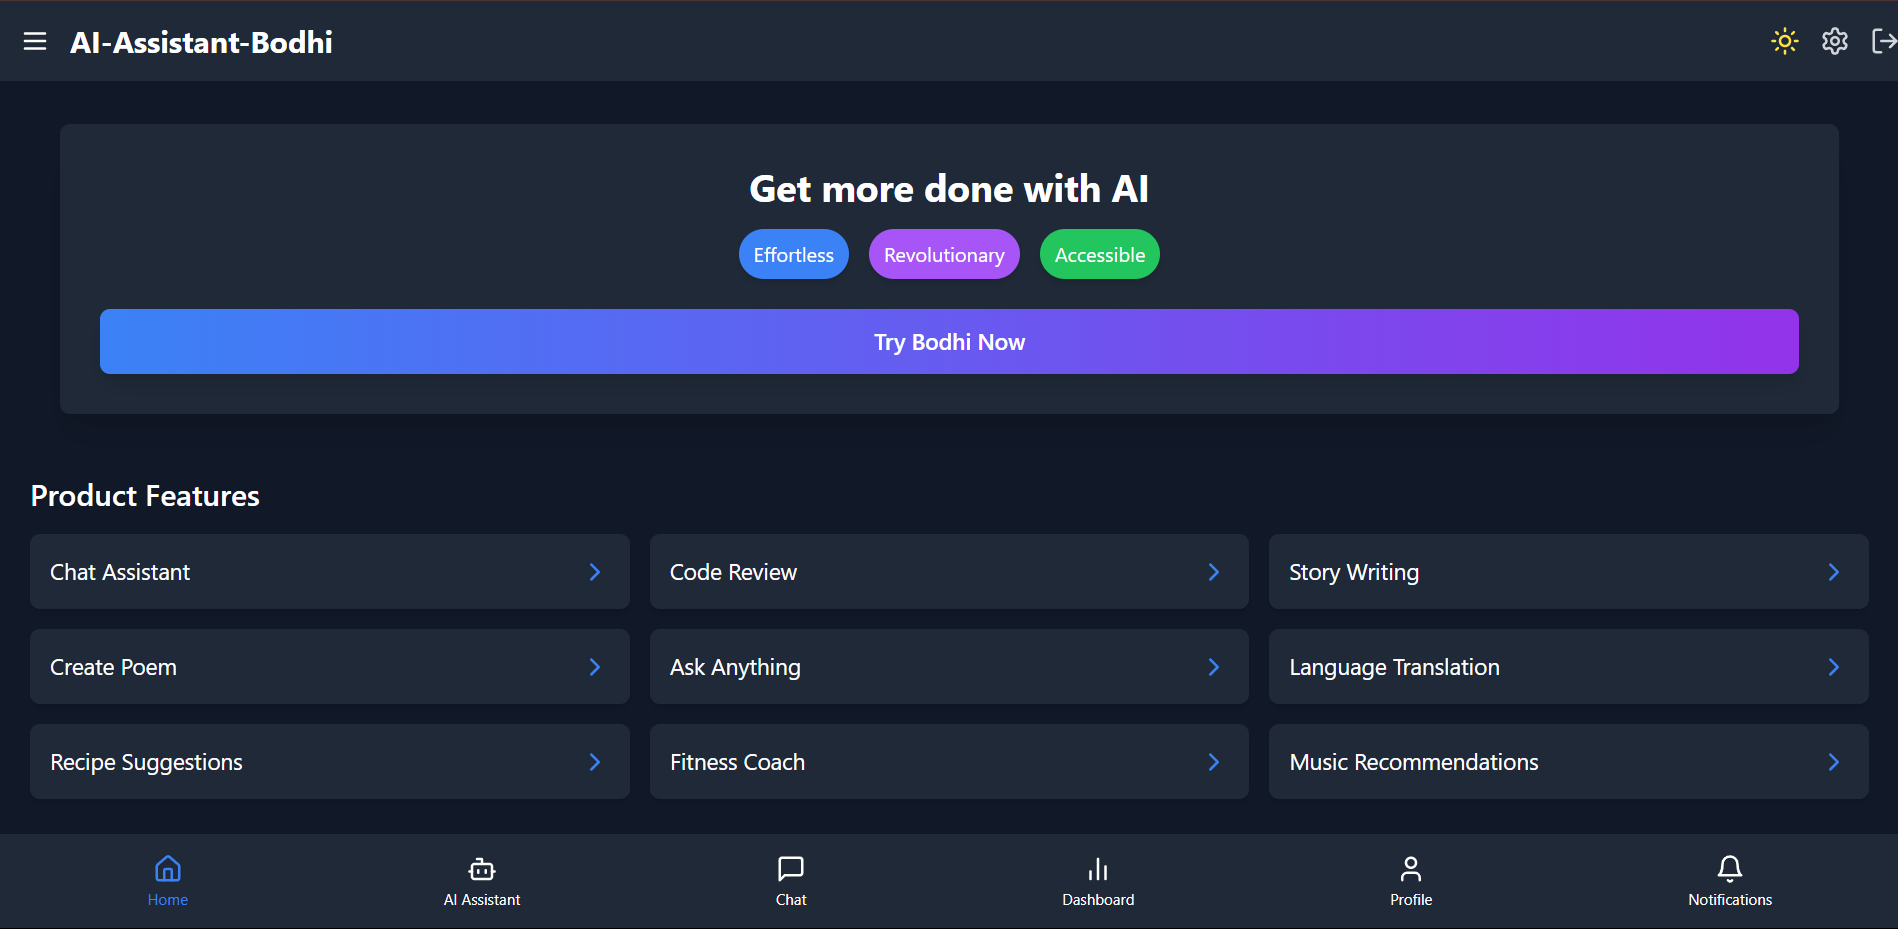 AI-Assistant-Bodhi
Get more done with AI
Effortless Revolutionary Accessible
Try Bodhi Now
Product Features
Chat Assistant
Code Review
Story Writing
Create Poem
Ask Anything
Language Translation
Recipe Suggestions
Fitness Coach
Music Recommendations
Home
AI Assistant
Chat
Dashboard
Profile
Notifications